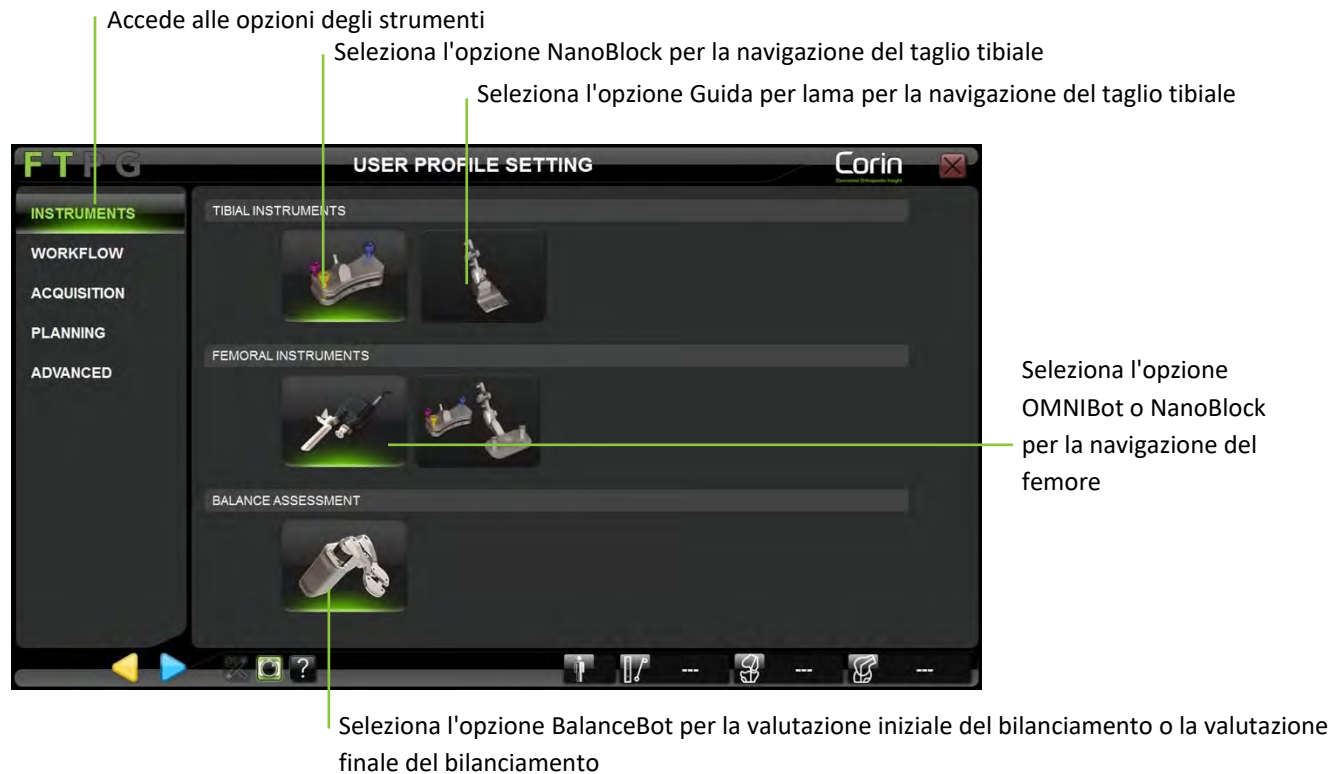 Accede alle opzioni degli strumenti
Seleziona l'opzione NanoBlock per la navigazione del taglio tibiale
Seleziona l'opzione Guida per lama per la navigazione del taglio tibiale
F T P G
USER PROFILE SETTING
Corin
Connected Orthopaedic Insight
INSTRUMENTS
WORKFLOW
ACQUISITION
PLANNING
ADVANCED
TIBIAL INSTRUMENTS
FEMORAL INSTRUMENTS
BALANCE ASSESSMENT
Seleziona l'opzione
OMNIBot o NanoBlock
per la navigazione del
femore
?
---
---
---
Seleziona l'opzione BalanceBot per la valutazione iniziale del bilanciamento o la valutazione
finale del bilanciamento